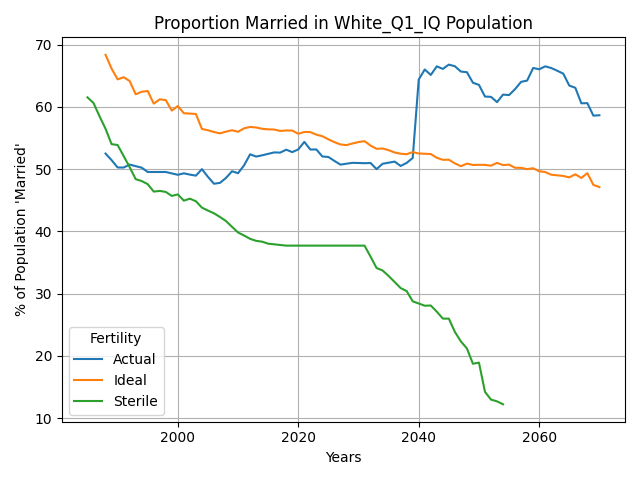 Proportion Married in White_Q1_IQ Population
% of Population 'Married'
70
60
50
40
30
20
10
Fertility
Actual
Ideal
Sterile
2000
2020
2040
2060
Years